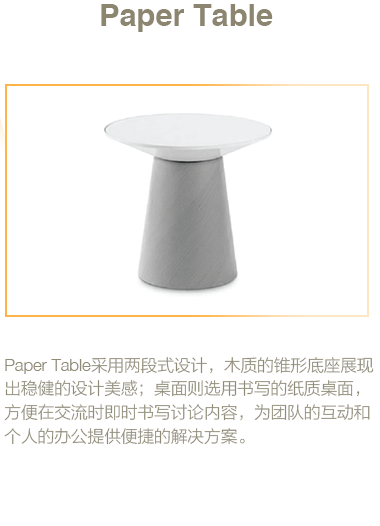 Paper Table
Paper Table采用两段式设计，木质的锥形底座展现
出稳健的设计美感；桌面则选用书写的纸质桌面，
方便在交流时即时书写讨论内容，为团队的互动和
个人的办公提供便捷的解决方案。